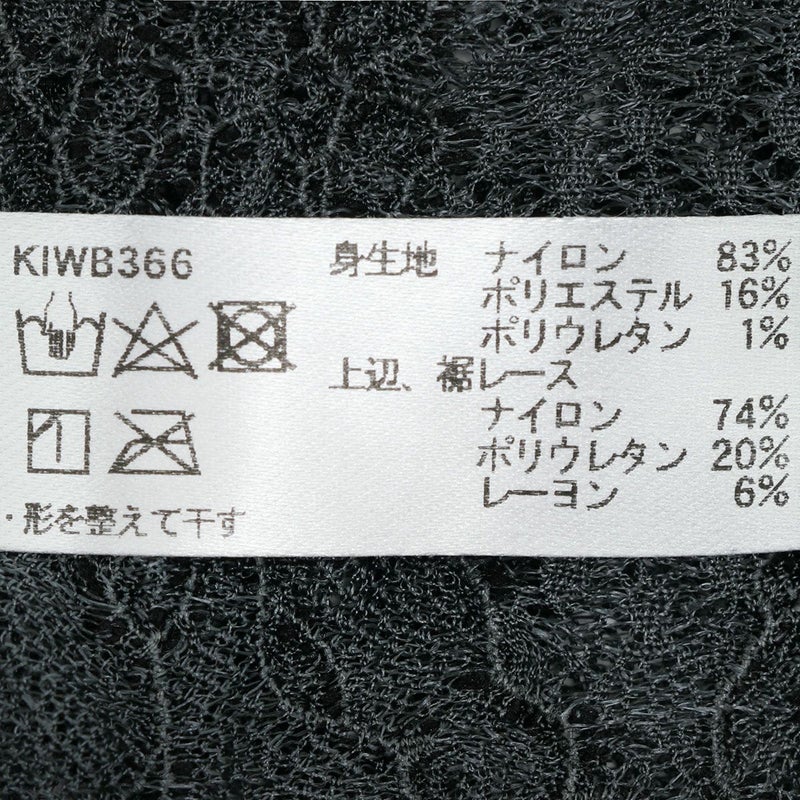 KIWB366
身生地 ナイロン 83%
ポリエステル 16%
ポリウレタン 1%
上辺、裾レース
ナイロン 74%
ポリウレタン 20%
レーヨン 6%
・形を整えて干す